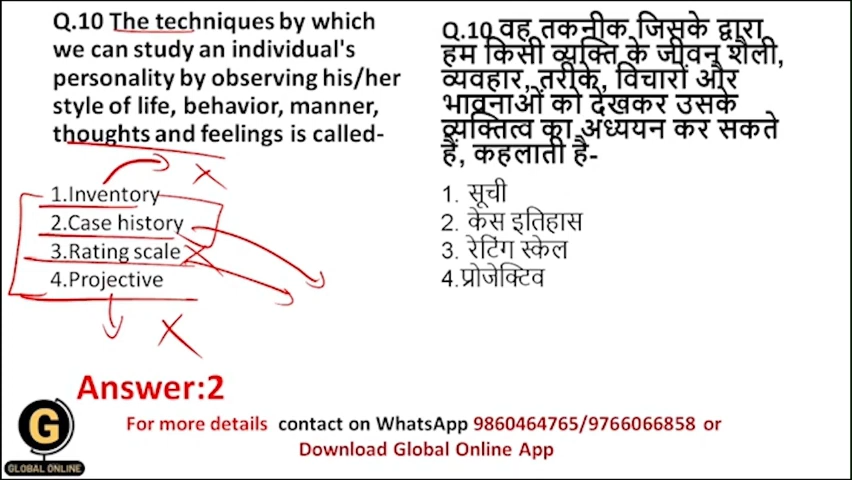 Q.10 The techniques by which
we can study an individual's
personality by observing his/her
style of life, behavior, manner,
thoughts and feelings is called-
1.Inventory
2.Case history
3.Rating scale
4.Projective
Q.10 वह तकनीक जिसके द्वारा
हम किसी व्यक्ति के जीवन शैली,
व्यवहार, तरीके, विचारों और
भावनाओं को देखकर उसके
व्यक्तित्व का अध्ययन कर सकते
हैं, कहलाती है-
1. सूची
2. केस इतिहास
3. रेटिंग स्केल
4.प्रोजेक्टिव
Answer:2
For more details contact on WhatsApp 9860464765/9766066858 or
Download Global Online App
G
GLOBAL ONLINE